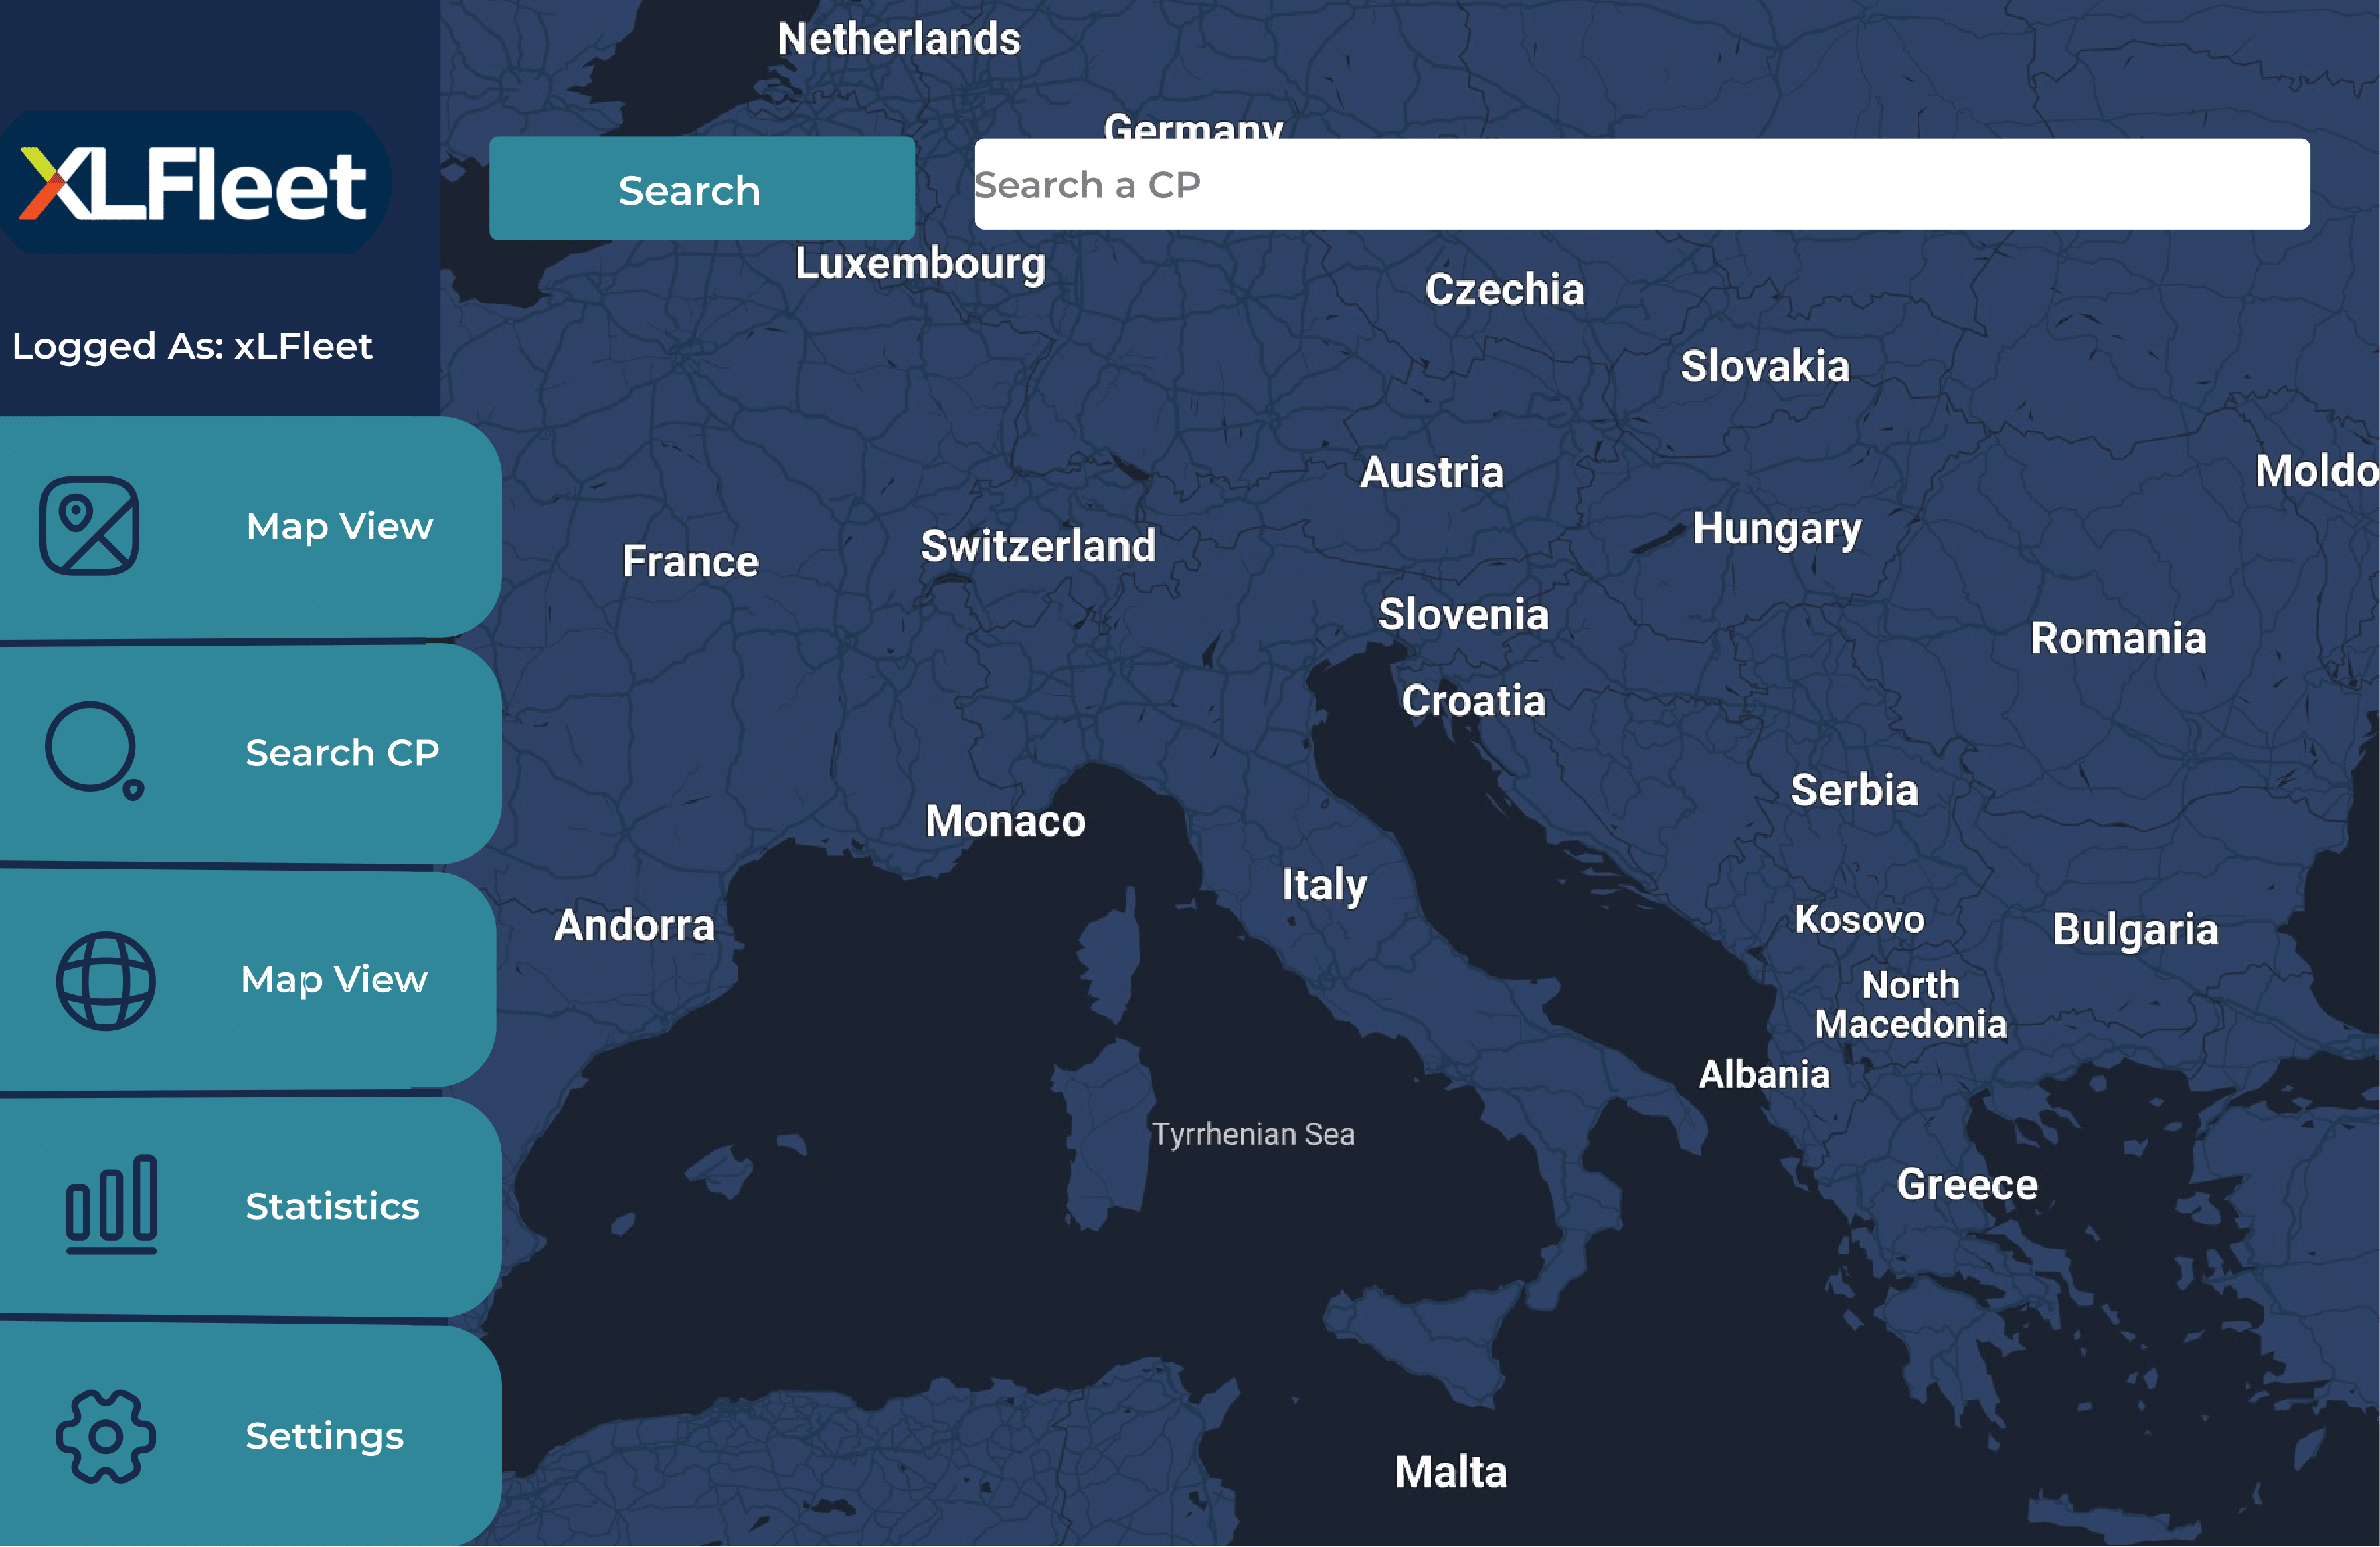 XLFleet
Logged As: xLFleet
Map View
Search CP
Map View
Statistics
Settings
Search
Search a CP
Netherlands
Germany
Luxembourg
Czechia
Slovakia
Austria
Moldo
Hungary
Switzerland
France
Slovenia
Romania
Croatia
Serbia
Monaco
Italy
Andorra
Kosovo
Bulgaria
North
Macedonia
Albania
Tyrrhenian Sea
Greece
Malta